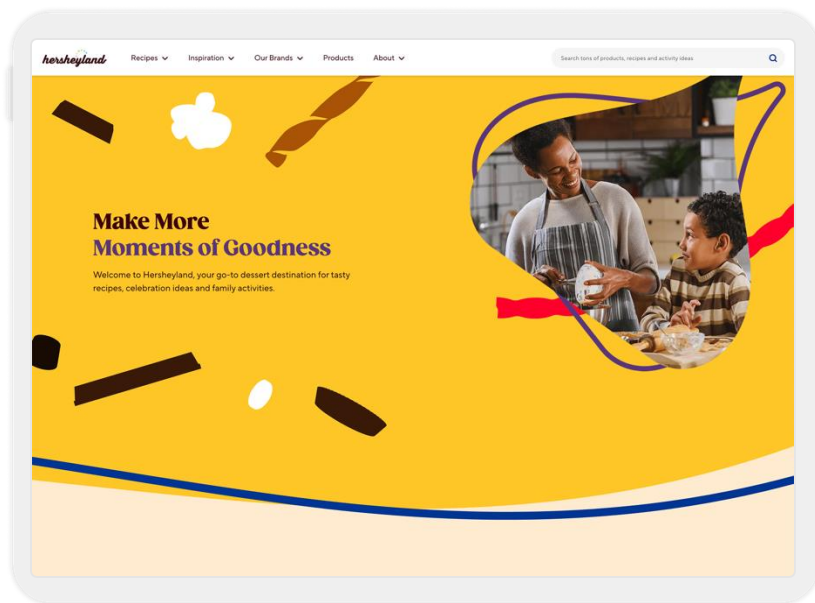 hersheyland
Recipes
Inspiration
Our Brands
Products
About
Search tons of products, recipes and activity ideas
Make More
Moments of Goodness
Welcome to Hersheyland, your go-to dessert destination for tasty
recipes, celebration ideas and family activities.